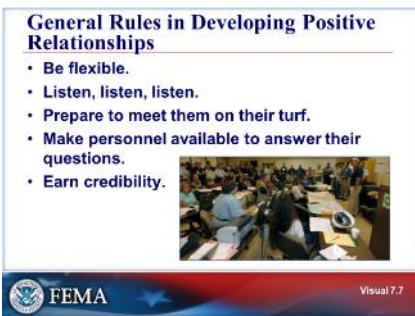 General Rules in Developing Positive
Relationships
• Be flexible.
• Listen, listen, listen.
• Prepare to meet them on their turf.
• Make personnel available to answer their
questions.
• Earn credibility.
FEMA
Visual 7.7